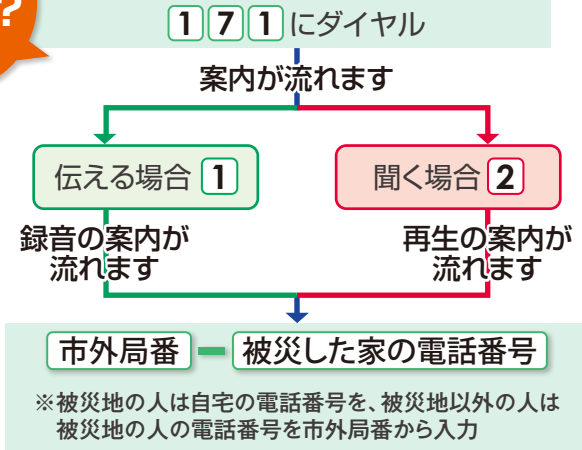 ?
171にダイヤル
案内が流れます
伝える場合 1
聞く場合 2
録音の案内が
流れます
再生の案内が
流れます
市外局番 ー 被災した家の電話番号
※被災地の人は自宅の電話番号を、被災地以外の人は
被災地の人の電話番号を市外局番から入力